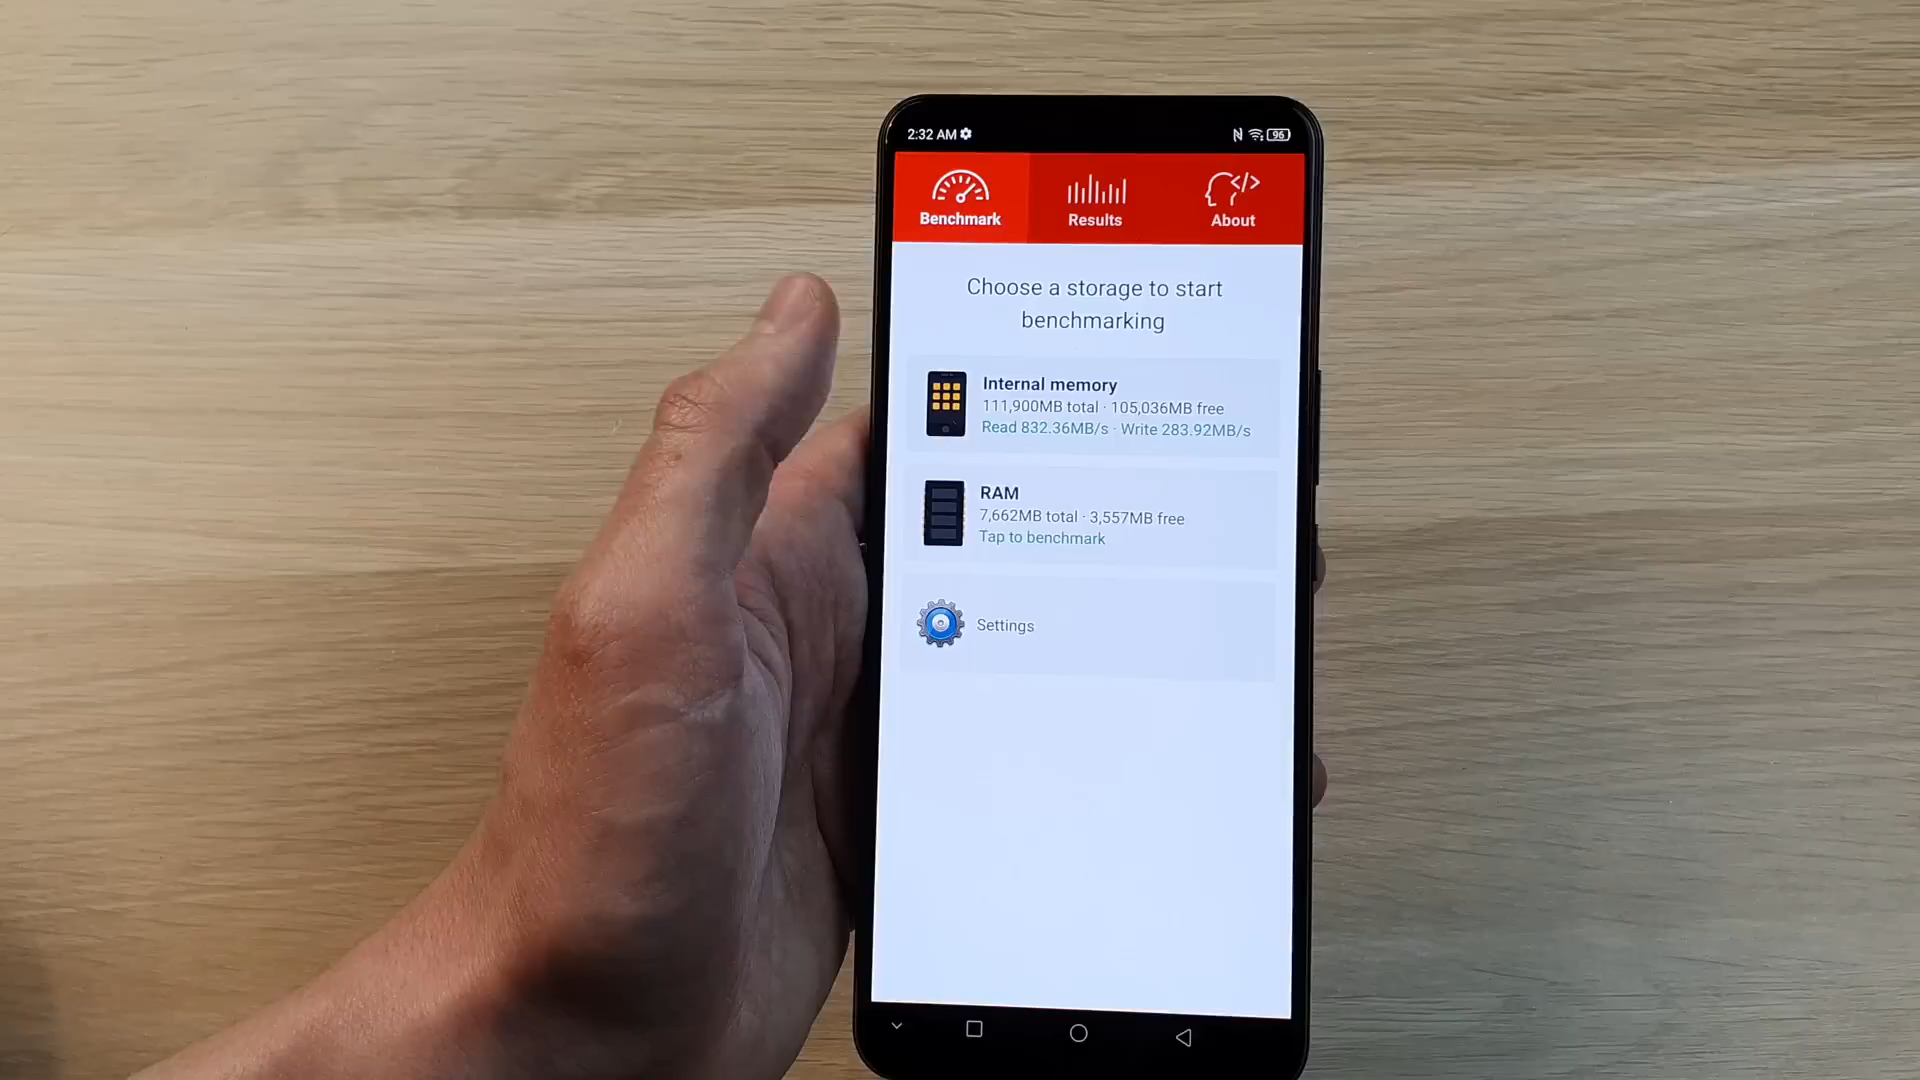 2:32 AM
96
Benchmark
Results
About
Choose a storage to start
benchmarking
Internal memory
111,900MB total · 105,036MB free
Read 832.36MB/s · Write 283.92MB/s
RAM
7,662MB total · 3,557MB free
Tap to benchmark
Settings